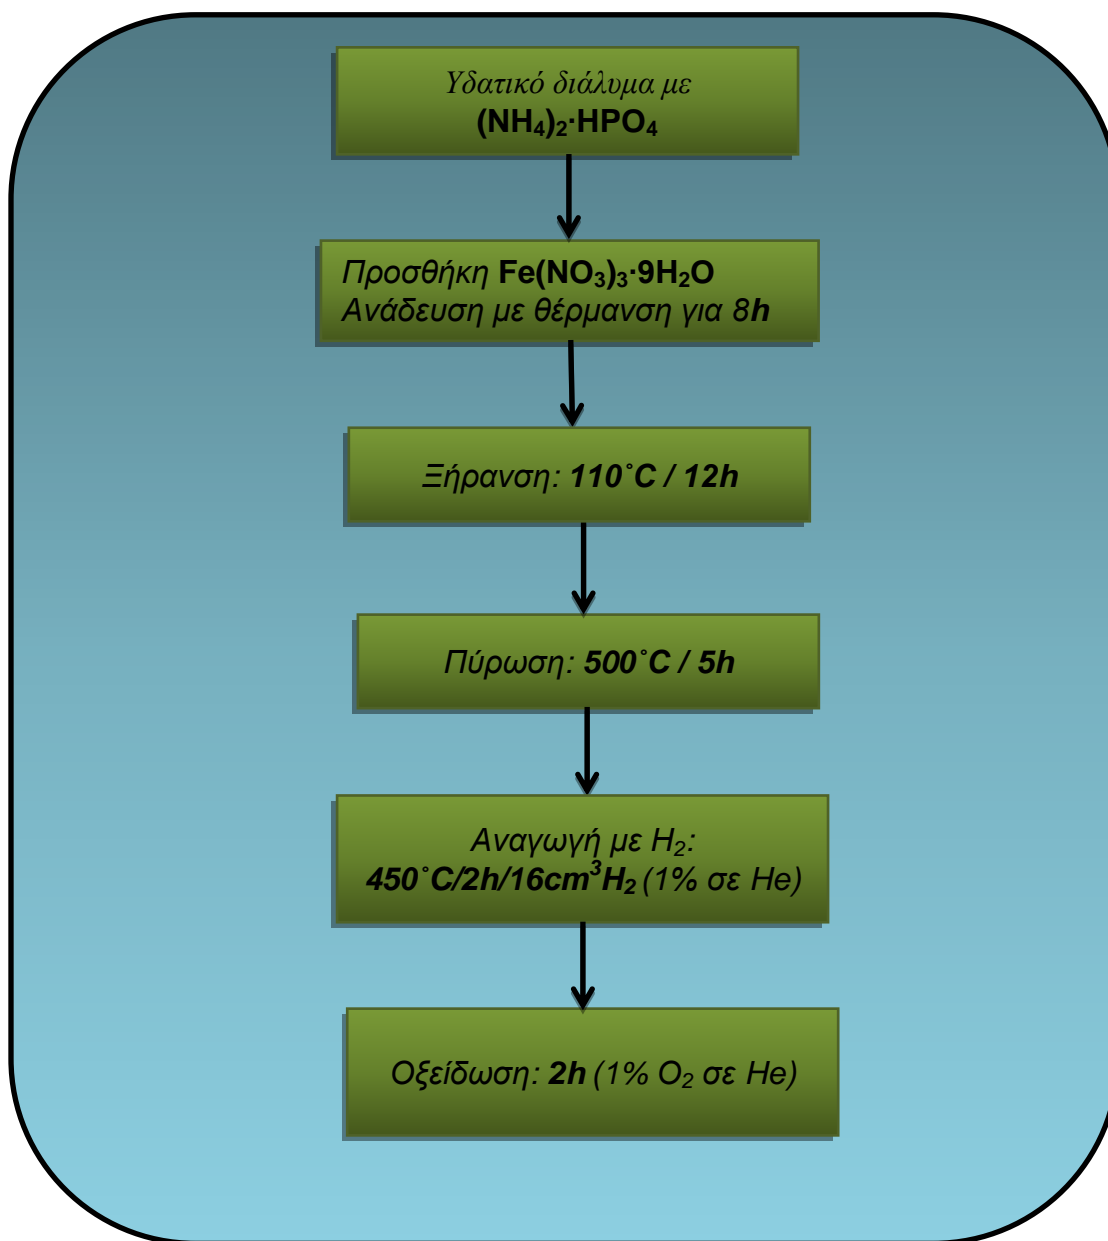 Υδατικό διάλυμα με
(NH₄)₂·HPO₄
Προσθήκη Fe(NO₃)₃·9H₂O
Ανάδευση με θέρμανση για 8h
Ξήρανση: 110˚C / 12h
Πύρωση: 500˚C / 5h
Αναγωγή με H₂:
450˚C/2h/16cm³H₂ (1% σε He)
Οξείδωση: 2h (1% O₂ σε He)